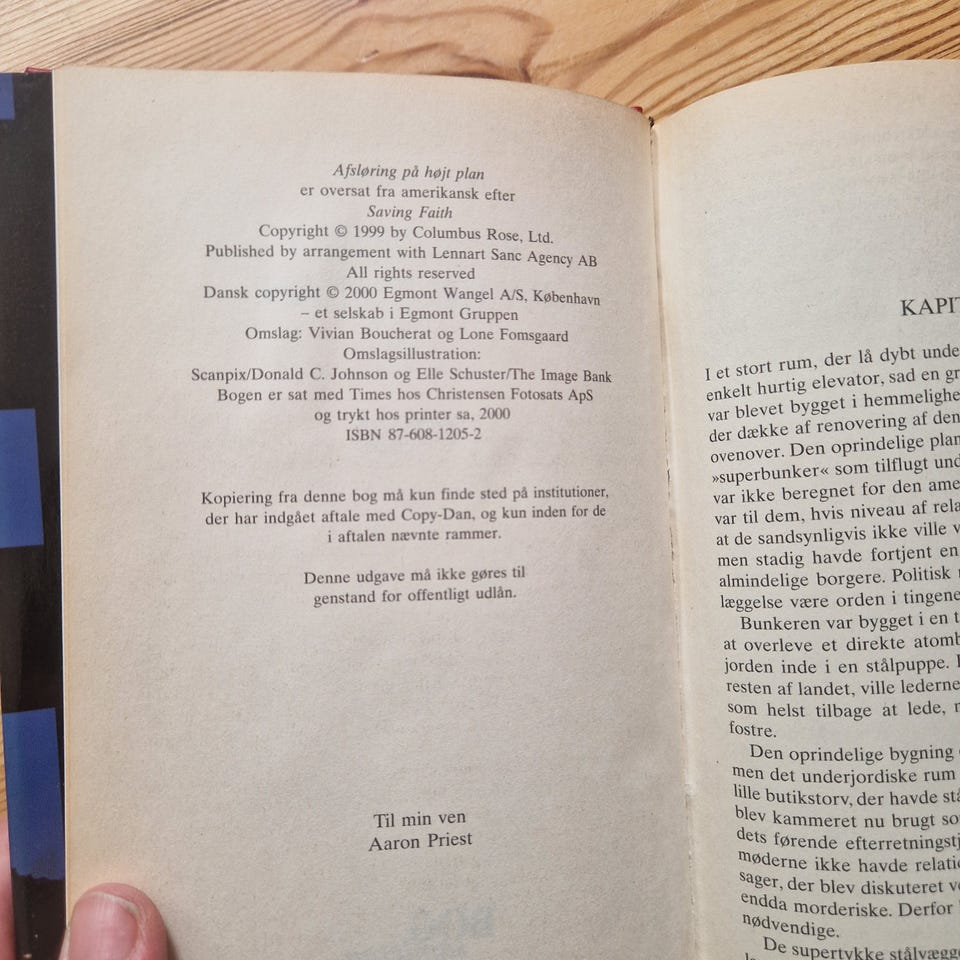 Afsløring på højt plan
er oversat fra amerikansk efter
Saving Faith
Copyright © 1999 by Columbus Rose, Ltd.
Published by arrangement with Lennart Sanc Agency AB
All rights reserved
Dansk copyright © 2000 Egmont Wangel A/S, København
– et selskab i Egmont Gruppen
Omslag: Vivian Boucherat og Lone Fomsgaard
Omslagsillustration:
Scanpix/Donald C. Johnson og Elle Schuster/The Image Bank
Bogen er sat med Times hos Christensen Fotosats ApS
og trykt hos printer sa, 2000
ISBN 87-608-1205-2
Kopiering fra denne bog må kun finde sted på institutioner,
der har indgået aftale med Copy-Dan, og kun inden for de
i aftalen nævnte rammer.
Denne udgave må ikke gøres til
genstand for offentligt udlån.
Til min ven
Aaron Priest
KAPIT
I et stort rum, der lå dybt unde
enkelt hurtig elevator, sad en gr
var blevet bygget i hemmelighe
der dække af renovering af den
ovenover. Den oprindelige plan
»superbunker« som tilflugt und
var ikke beregnet for den ame
var til dem, hvis niveau af rela
at de sandsynligvis ikke ville v
men stadig havde fortjent en
almindelige borgere. Politisk
læggelse være orden i tingene
Bunkeren var bygget i en t
at overleve et direkte atomb
jorden inde i en stålpuppe.
resten af landet, ville lederne
som helst tilbage at lede,
fostre.
Den oprindelige bygning
men det underjordiske rum
lille butikstorv, der havde stå
blev kammeret nu brugt so
dets førende efterretningstj
møderne ikke havde relatio
sager, der blev diskuteret ve
endda morderiske. Derfor
nødvendige.
De supertykke stålvægge